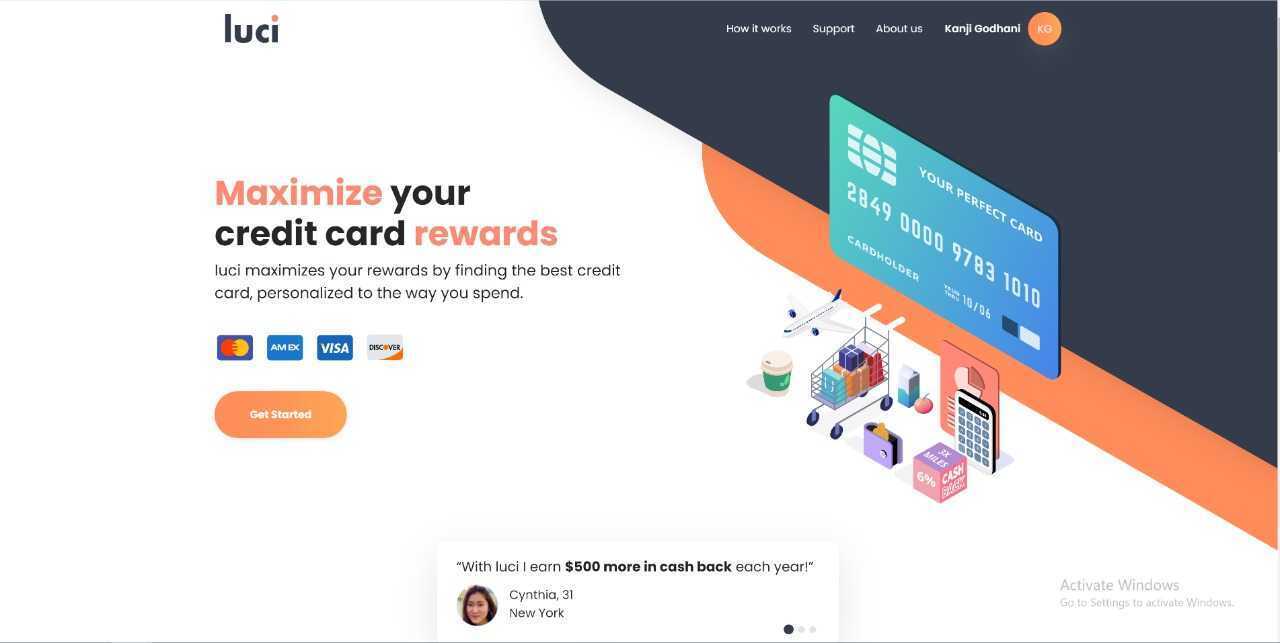 luci
How it works Support About us Kanji Godhani KG
Maximize your
credit card rewards
luci maximizes your rewards by finding the best credit
card, personalized to the way you spend.
AM EX VISA DISCOVER
Get Started
YOUR PERFECT CARD
2849 0000 9783 1010
CARDHOLDER
VALID
THRU 10/06
3X
MILES
6%
CASH
BACK
“With luci I earn $500 more in cash back each year!”
Cynthia, 31
New York
Activate Windows
Go to Settings to activate Windows.